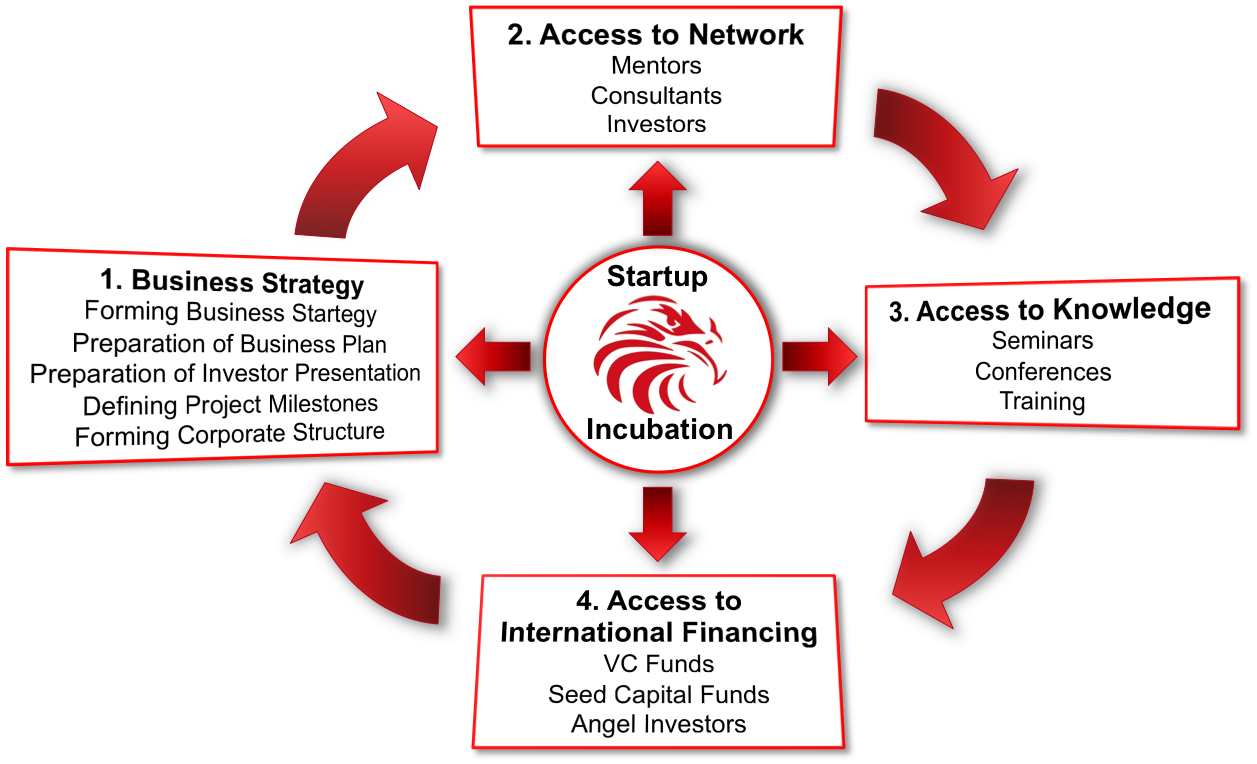 2. Access to Network
Mentors
Consultants
Investors
1. Business Strategy
Forming Business Startegy
Preparation of Business Plan
Preparation of Investor Presentation
Defining Project Milestones
Forming Corporate Structure
Startup
Incubation
3. Access to Knowledge
Seminars
Conferences
Training
4. Access to
International Financing
VC Funds
Seed Capital Funds
Angel Investors